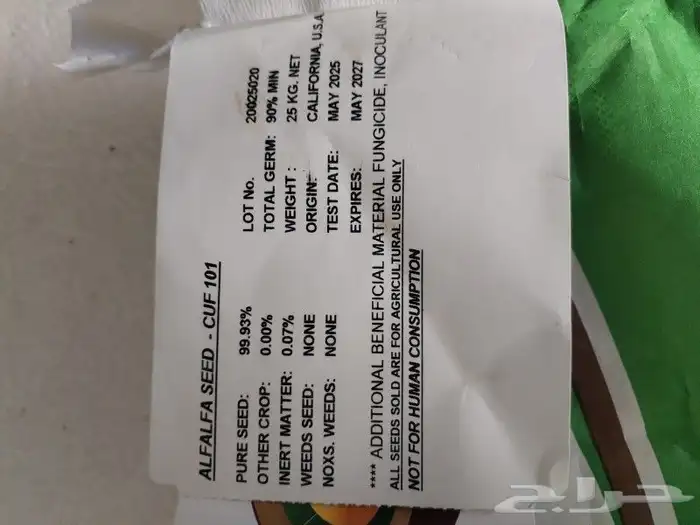 ALFALFA SEED - CUF 101
PURE SEED: 99.93% LOT No. 20025020
OTHER CROP: 0.00% TOTAL GERM: 90% MIN
INERT MATTER: 0.07% WEIGHT : 25 KG. NET
WEEDS SEED: NONE ORIGIN: CALIFORNIA, U.S.A
NOXS. WEEDS: NONE TEST DATE: MAY 2025
EXPIRES: MAY 2027
**** ADDITIONAL BENEFICIAL MATERIAL FUNGICIDE, INOCULANT
ALL SEEDS SOLD ARE FOR AGRICULTURAL USE ONLY
NOT FOR HUMAN CONSUMPTION
حراج